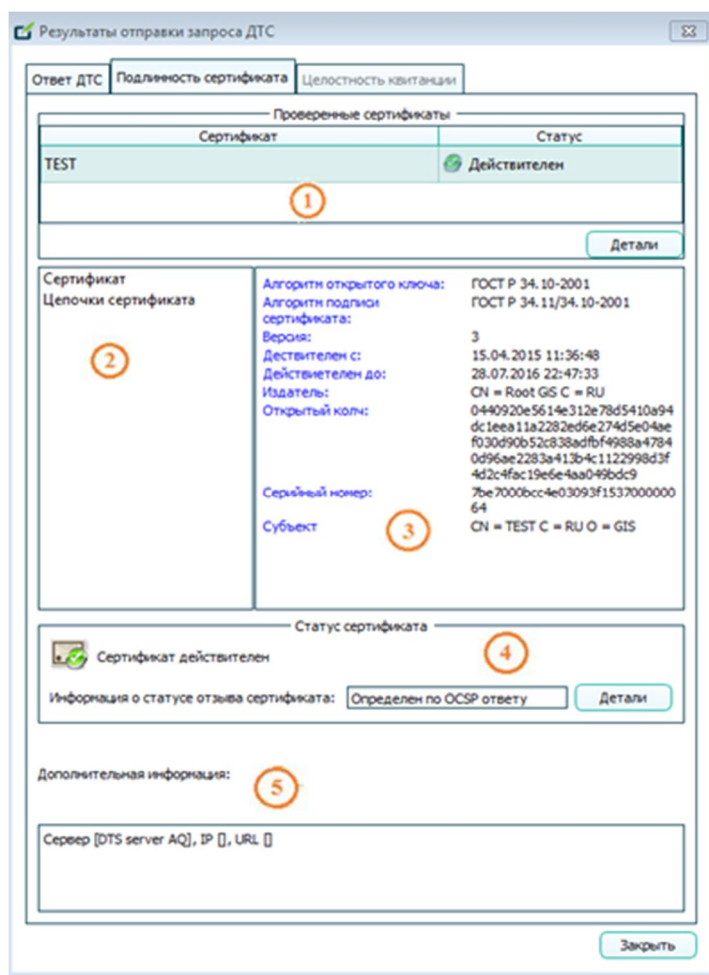 Результаты отправки запроса ДТС
Ответ ДТС
Подлинность сертификата
Целостность квитанции
Проверенные сертификаты
Сертификат
Статус
TEST
Действителен
1
Детали
Сертификат
Цепочки сертификата
2
Алгоритм открытого ключа: ГОСТ Р 34.10-2001
Алгоритм подписи ГОСТ Р 34.11/34.10-2001
сертификата:
Версия: 3
Дествителен с: 15.04.2015 11:36:48
Действиетелен до: 28.07.2016 22:47:33
Издатель: CN = Root GiS C = RU
Открытый колч: 0440920e5614e312e78d5410a94
dc1eea11a2282ed6e274d5e04ae
f030d90b52c838adfbf4988a4784
0d96ae2283a413b4c1122998d3f
4d2c4fac19e6e4aa049bdc9
Серийный номер: 7be7000bcc4e03093f1537000000
64
Субъект CN = TEST C = RU O = GIS
3
Статус сертификата
4
Сертификат действителен
Информация о статусе отзыва сертификата: Определен по OCSP ответу
Детали
Дополнительная информация:
5
Сервер [DTS server AQ], IP [], URL []
Закрыть